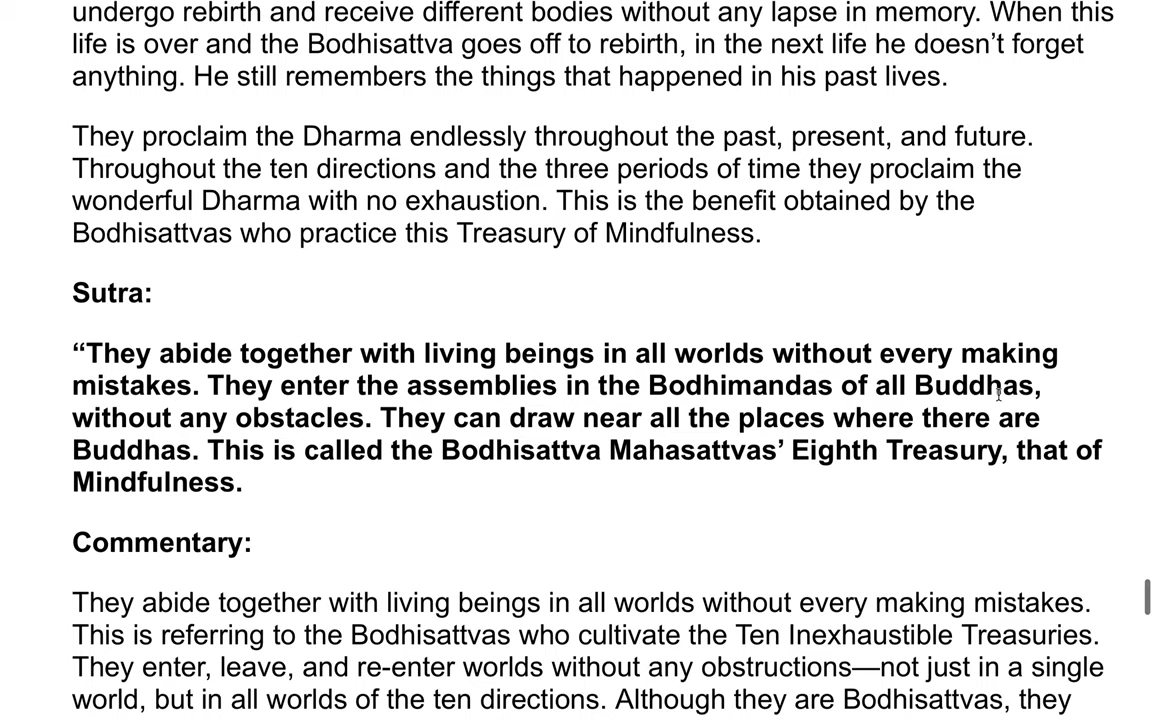 undergo rebirth and receive different bodies without any lapse in memory. When this
life is over and the Bodhisattva goes off to rebirth, in the next life he doesn’t forget
anything. He still remembers the things that happened in his past lives.
They proclaim the Dharma endlessly throughout the past, present, and future.
Throughout the ten directions and the three periods of time they proclaim the
wonderful Dharma with no exhaustion. This is the benefit obtained by the
Bodhisattvas who practice this Treasury of Mindfulness.
Sutra:
“They abide together with living beings in all worlds without every making
mistakes. They enter the assemblies in the Bodhimandas of all Buddhas,
without any obstacles. They can draw near all the places where there are
Buddhas. This is called the Bodhisattva Mahasattvas’ Eighth Treasury, that of
Mindfulness.
Commentary:
They abide together with living beings in all worlds without every making mistakes.
This is referring to the Bodhisattvas who cultivate the Ten Inexhaustible Treasuries.
They enter, leave, and re-enter worlds without any obstructions—not just in a single
world, but in all worlds of the ten directions. Although they are Bodhisattvas, they